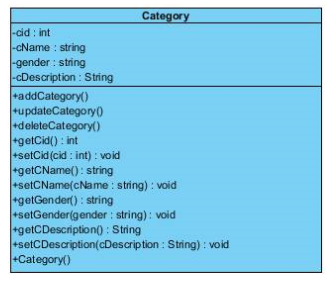 Category
-cid : int
-cName : string
-gender : string
-cDescription : String
+addCategory()
+updateCategory()
+deleteCategory()
+getCid() : int
+setCid(cid : int) : void
+getCName() : string
+setCName(cName : string) : void
+getGender() : string
+setGender(gender : string) : void
+getCDescription() : String
+setCDescription(cDescription : String) : void
+Category()